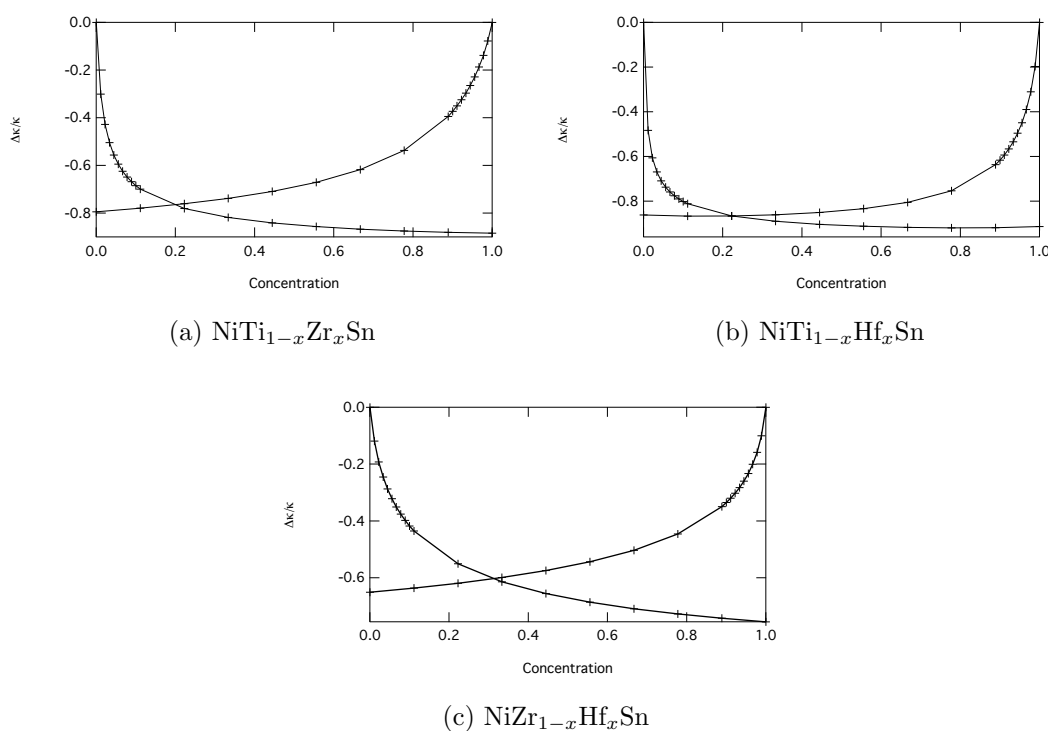 0.0
-0.2
-0.4
-0.6
-0.8
Δκ/κ
0.0 0.2 0.4 0.6 0.8 1.0
Concentration
(a) NiTi₁₋ₓZrₓSn
0.0
-0.2
-0.4
-0.6
-0.8
Δκ/κ
0.0 0.2 0.4 0.6 0.8 1.0
Concentration
(b) NiTi₁₋ₓHfₓSn
0.0
-0.2
-0.4
-0.6
Δκ/κ
0.0 0.2 0.4 0.6 0.8 1.0
Concentration
(c) NiZr₁₋ₓHfₓSn